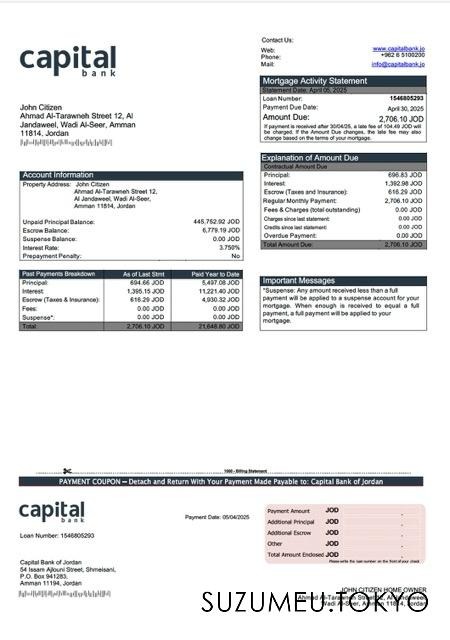 capital
bank
Contact Us:
Web: www.capitalbank.jo
Phone: +962 6 5100200
Mail: info@capitalbank.jo
Mortgage Activity Statement
Statement Date: April 05, 2025
Loan Number: 1546805293
Payment Due Date: April 30, 2025
Amount Due: 2,706.10 JOD
If payment is received after 30/04/25, a late fee of 104.49 JOD will
be charged. If the Amount Due changes, the late fee may also
change based on the terms of your mortgage.
John Citizen
Ahmad Al-Tarawneh Street 12, Al
Jandaweel, Wadi Al-Seer, Amman
11814, Jordan
Explanation of Amount Due
Contractual Amount Due
Principal: 696.83 JOD
Interest: 1,392.98 JOD
Escrow (Taxes and Insurance): 616.29 JOD
Regular Monthly Payment: 2,706.10 JOD
Fees & Charges (total outstanding) 0.00 JOD
Charges since last statement: 0.00 JOD
Credits since last statement: 0.00 JOD
Overdue Payment: 0.00 JOD
Total Amount Due: 2,706.10 JOD
Account Information
Property Address: John Citizen
Ahmad Al-Tarawneh Street 12,
Al Jandaweel, Wadi Al-Seer,
Amman 11814, Jordan
Unpaid Principal Balance: 445,752.92 JOD
Escrow Balance: 6,779.19 JOD
Suspense Balance: 0.00 JOD
Interest Rate: 3.750%
Prepayment Penalty: No
Past Payments Breakdown As of Last Stmt Paid Year to Date
Principal: 694.66 JOD 5,497.08 JOD
Interest: 1,395.15 JOD 11,221.40 JOD
Escrow (Taxes & Insurance): 616.29 JOD 4,930.32 JOD
Fees: 0.00 JOD 0.00 JOD
Suspense*: 0.00 JOD 0.00 JOD
Total: 2,706.10 JOD 21,648.80 JOD
Important Messages
*Suspense: Any amount received less than a full
payment will be applied to a suspense account for your
mortgage. When enough is received to equal a full
payment, a full payment will be applied to your
mortgage.
1000 - Billing Statement
PAYMENT COUPON – Detach and Return With Your Payment Made Payable to: Capital Bank of Jordan
capital
bank
Payment Date: 05/04/2025
Loan Number: 1546805293
Payment Amount JOD
Additional Principal JOD
Additional Escrow JOD
Other JOD
Total Amount Enclosed JOD
Please write the loan number on the front of your check
Capital Bank of Jordan
54 Issam Ajlouni Street, Shmeisani,
P.O. Box 941283,
Amman 11194, Jordan
JOHN CITIZEN HOME OWNER
Ahmad Al-Tarawneh Street 12, Al Jandaweel
Wadi Al-Seer, Amman 11814, Jordan
SUZUMEU.TOKYO